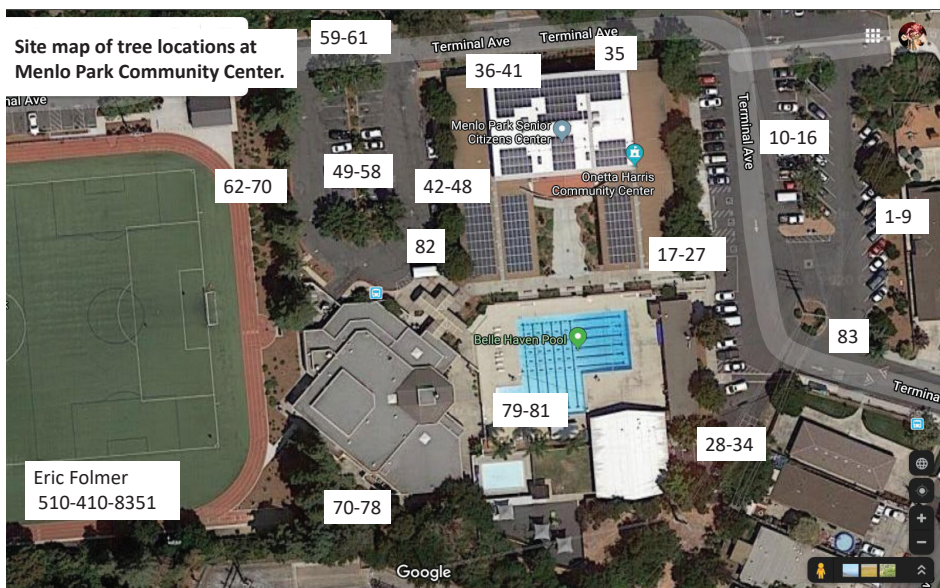 Site map of tree locations at
Menlo Park Community Center.
59-61
Terminal Ave
Terminal Ave
35
36-41
nal Ave
Menlo Park Senior
Citizens Center
Terminal Ave
10-16
Onetta Harris
Community Center
49-58
62-70
42-48
1-9
82
17-27
Belle Haven Pool
83
Termina
79-81
28-34
Eric Folmer
510-410-8351
70-78
Google